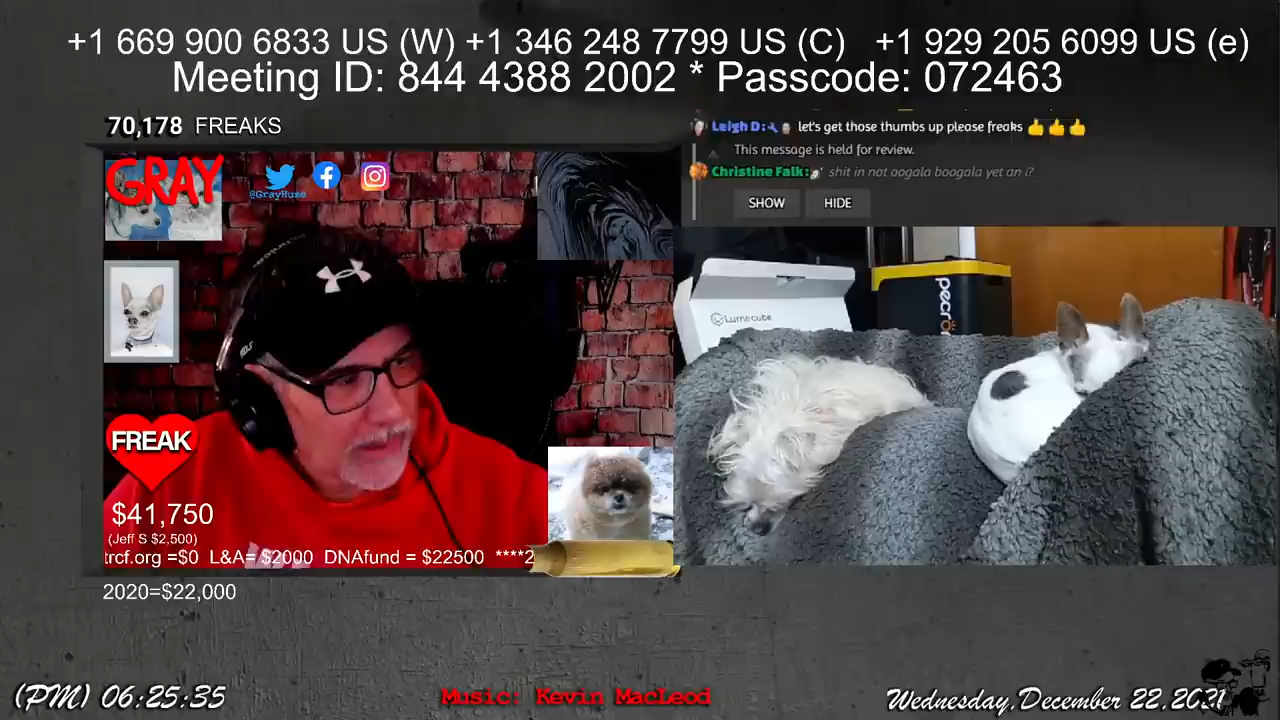 +1 669 900 6833 US (W) +1 346 248 7799 US (C) +1 929 205 6099 US (e)
Meeting ID: 844 4388 2002 * Passcode: 072463
70,178 FREAKS
Leigh D: let's get those thumbs up please freaks 👍👍👍
This message is held for review.
Christine Falk: shit in not oogala boogala yet an i?
SHOW HIDE
GRAY
@GrayHuze
Lumecube
pecron
FREAK
$41,750
(Jeff S $2,500)
trcf.org =$0 L&A= $2000 DNAfund = $22500 ****2
2020=$22,000
(PM) 06:25:35
Music: Kevin MacLeod
Wednesday,December 22,2021